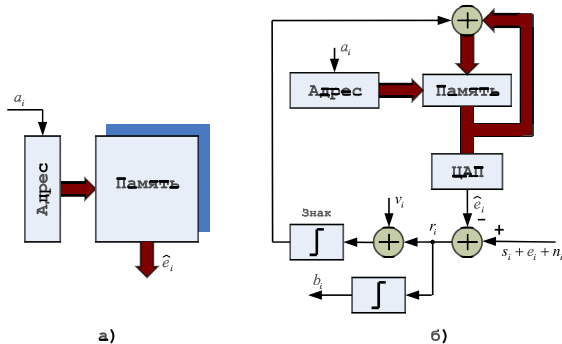 a_i
Адрес
Память
ê_i
а)
+
a_i
Адрес
Память
ЦАП
ê_i
Знак
v_i
r_i
−
+
+
+
s_i + e_i + n_i
b_i
б)